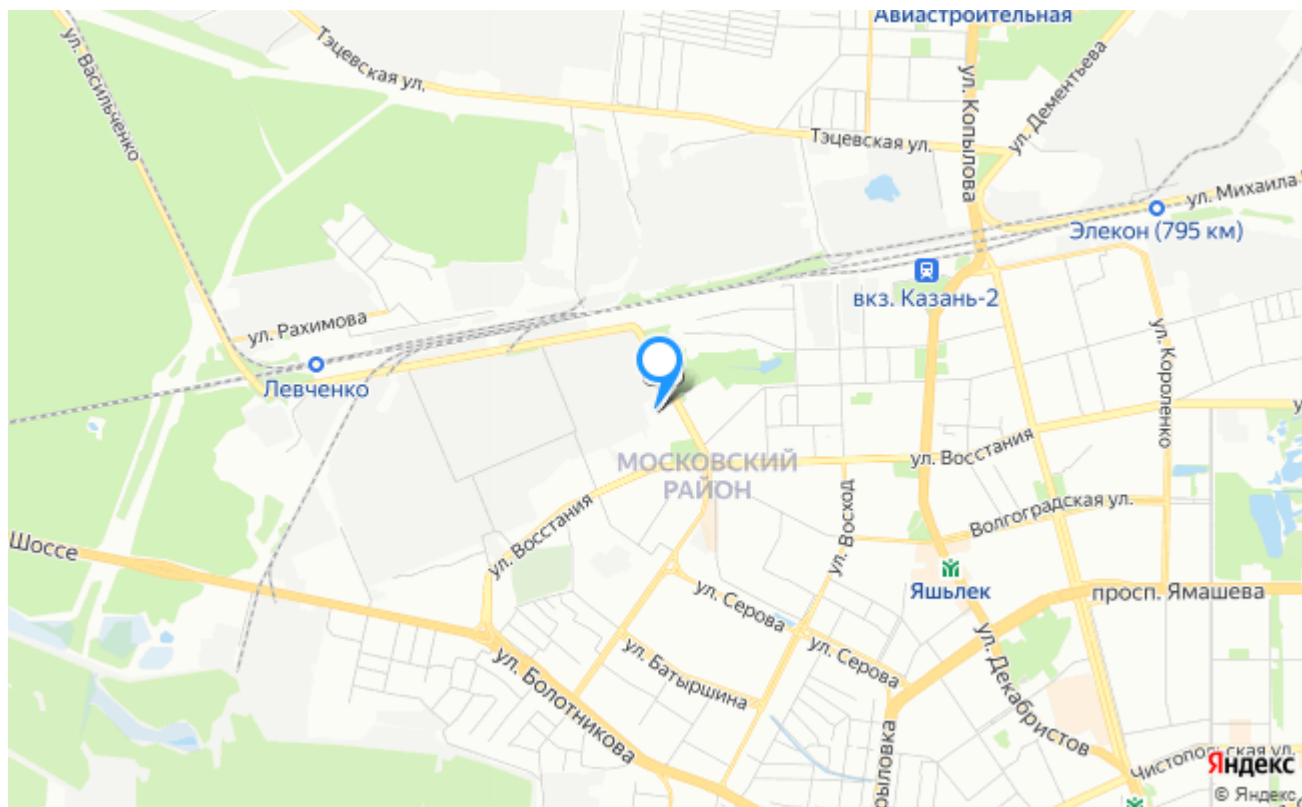 Авиастроительная
ул. Васильченко
Тэцевская ул.
ул. Копылова
ул. Дементьева
Тэцевская ул.
ул. Михаила
Элекон (795 км)
вкз. Казань-2
ул. Рахимова
Левченко
ул. Короленко
МОСКОВСКИЙ
РАЙОН
ул. Восстания
ул. Восход
Волгоградская ул.
Шоссе
ул. Восстания
Яшьлек
просп. Ямашева
ул. Серова
ул. Серова
ул. Батыршина
ул. Болотникова
ул. Декабристов
рыловка
Чистопольская ул.
Яндекс
© Яндекс